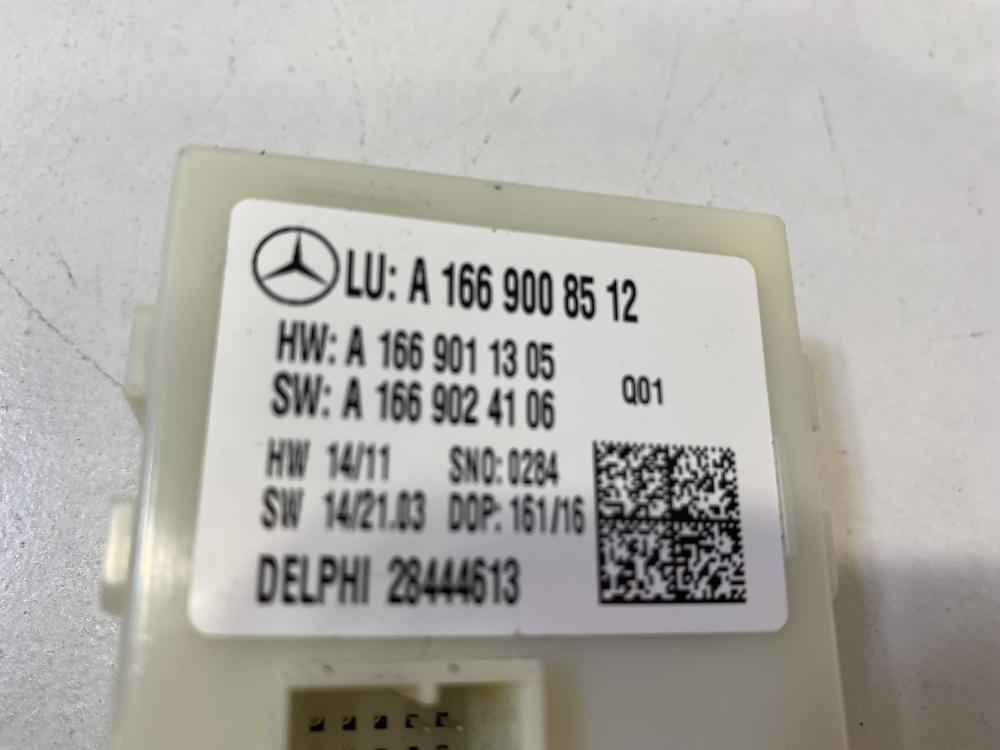 LU: A 166 900 85 12
HW: A 166 901 13 05
SW: A 166 902 41 06
Q01
HW 14/11 SNO: 0284
SW 14/21.03 DOP: 161/16
DELPHI 28444613